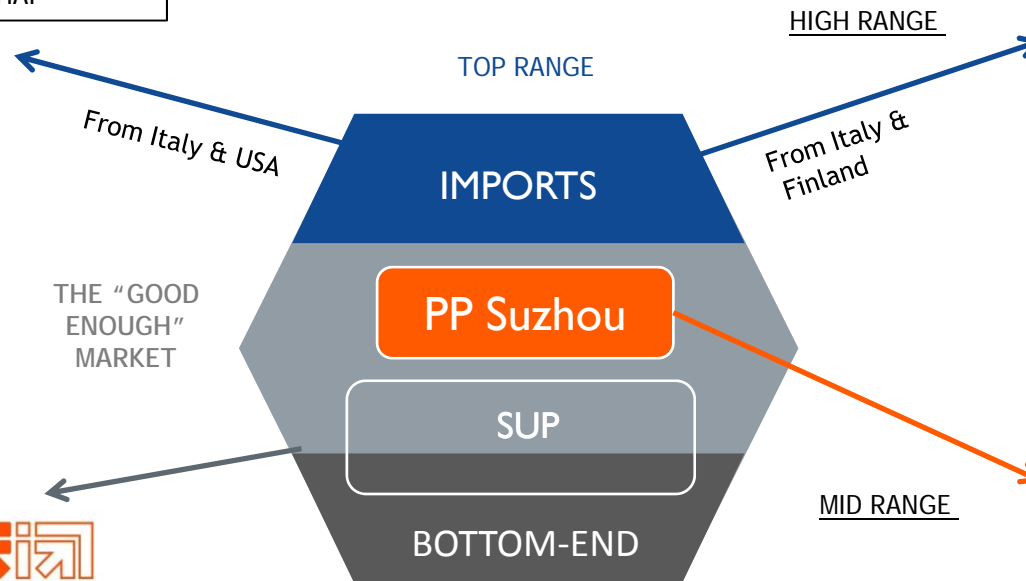 HIGH RANGE
TOP RANGE
From Italy & USA
From Italy &
Finland
IMPORTS
THE “GOOD
ENOUGH”
MARKET
PP Suzhou
SUP
MID RANGE
BOTTOM-END